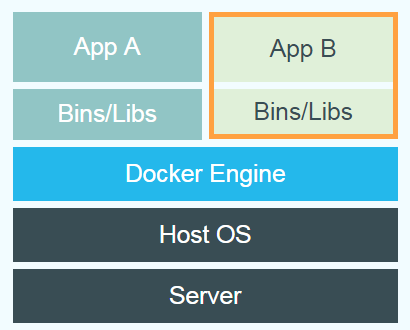 App A
App B
Bins/Libs
Bins/Libs
Docker Engine
Host OS
Server